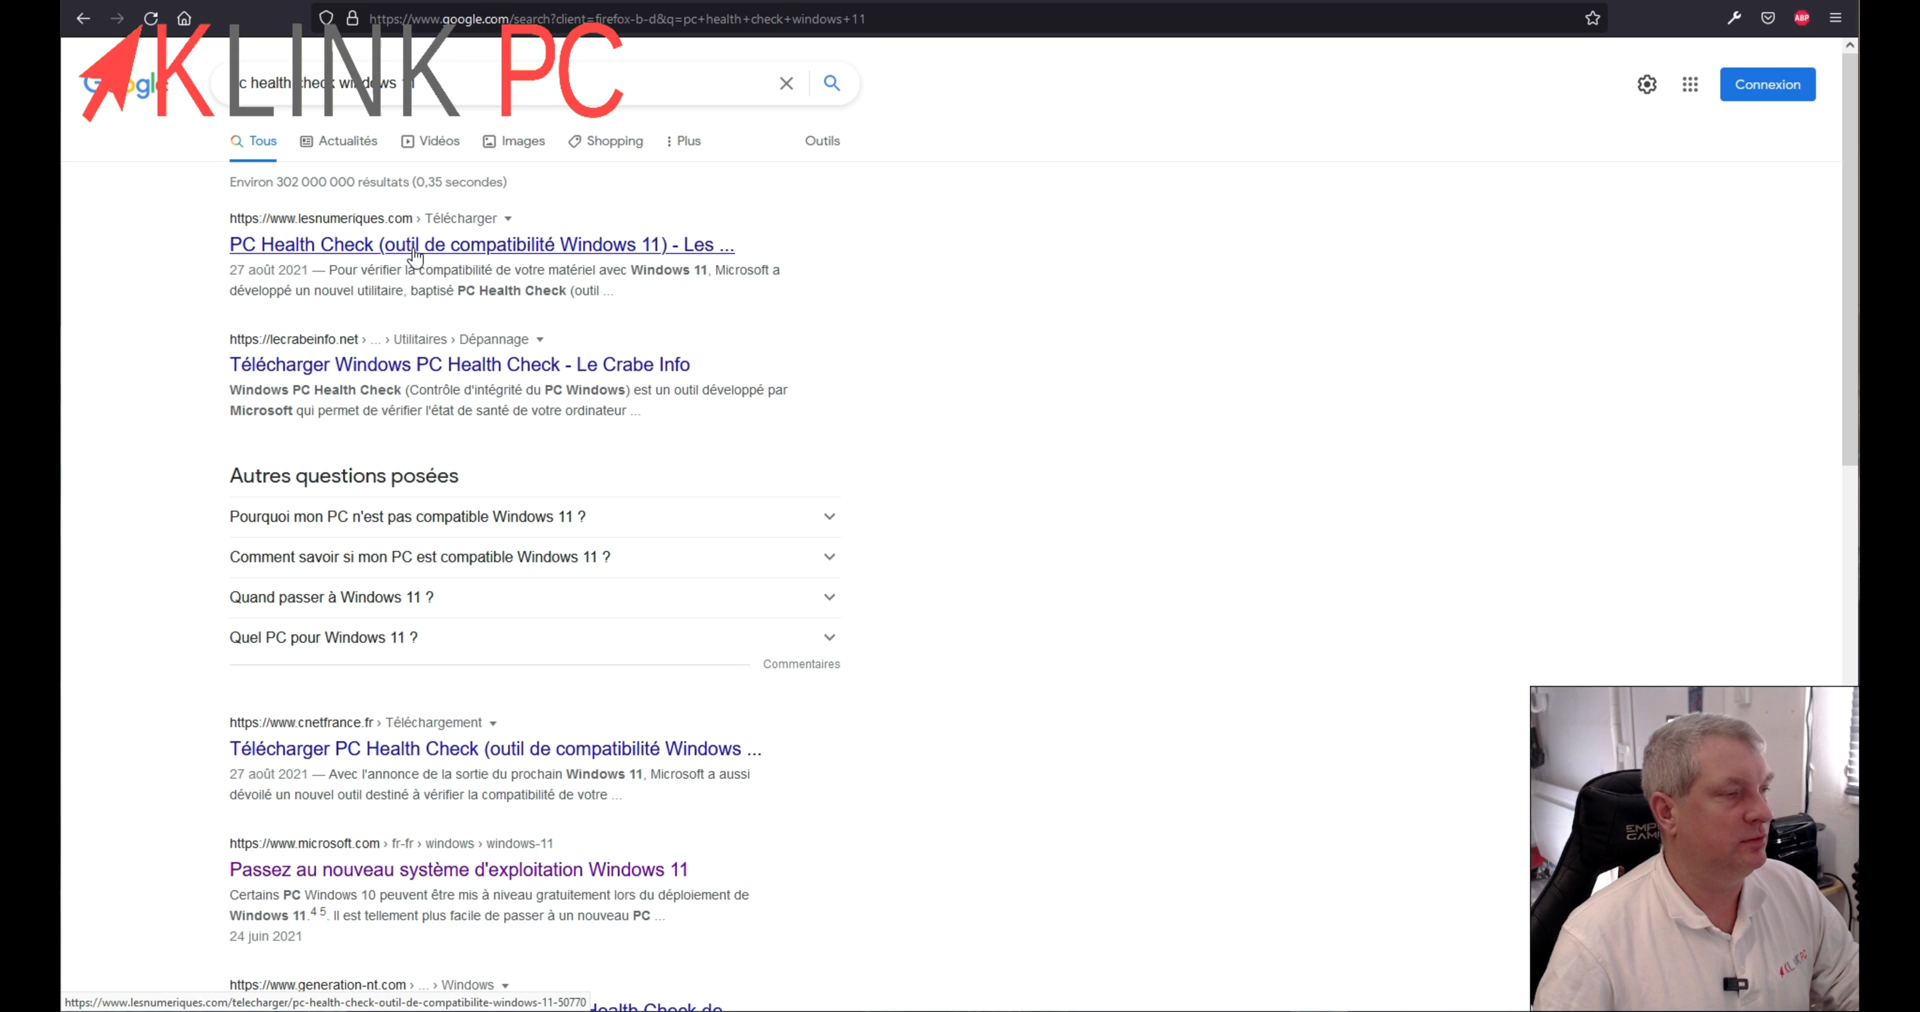 https://www.google.com/search?client=firefox-b-d&q=pc+health+check+windows+11
KLINK PC
c health check windows 11
Connexion
Tous
Actualités
Vidéos
Images
Shopping
Plus
Outils
Environ 302 000 000 résultats (0,35 secondes)
https://www.lesnumeriques.com › Télécharger
PC Health Check (outil de compatibilité Windows 11) - Les ...
27 août 2021 — Pour vérifier la compatibilité de votre matériel avec Windows 11, Microsoft a
développé un nouvel utilitaire, baptisé PC Health Check (outil ...
https://lecrabeinfo.net › ... › Utilitaires › Dépannage
Télécharger Windows PC Health Check - Le Crabe Info
Windows PC Health Check (Contrôle d'intégrité du PC Windows) est un outil développé par
Microsoft qui permet de vérifier l'état de santé de votre ordinateur ...
Autres questions posées
Pourquoi mon PC n'est pas compatible Windows 11 ?
Comment savoir si mon PC est compatible Windows 11 ?
Quand passer à Windows 11 ?
Quel PC pour Windows 11 ?
Commentaires
https://www.cnetfrance.fr › Téléchargement
Télécharger PC Health Check (outil de compatibilité Windows ...
27 août 2021 — Avec l'annonce de la sortie du prochain Windows 11, Microsoft a aussi
dévoilé un nouvel outil destiné à vérifier la compatibilité de votre ...
https://www.microsoft.com › fr-fr › windows › windows-11
Passez au nouveau système d'exploitation Windows 11
Certains PC Windows 10 peuvent être mis à niveau gratuitement lors du déploiement de
Windows 11.4 5. Il est tellement plus facile de passer à un nouveau PC ...
24 juin 2021
https://www.generation-nt.com › ... › Windows
Health Check de
https://www.lesnumeriques.com/telecharger/pc-health-check-outil-de-compatibilite-windows-11-50770
ABP
KLINK PC